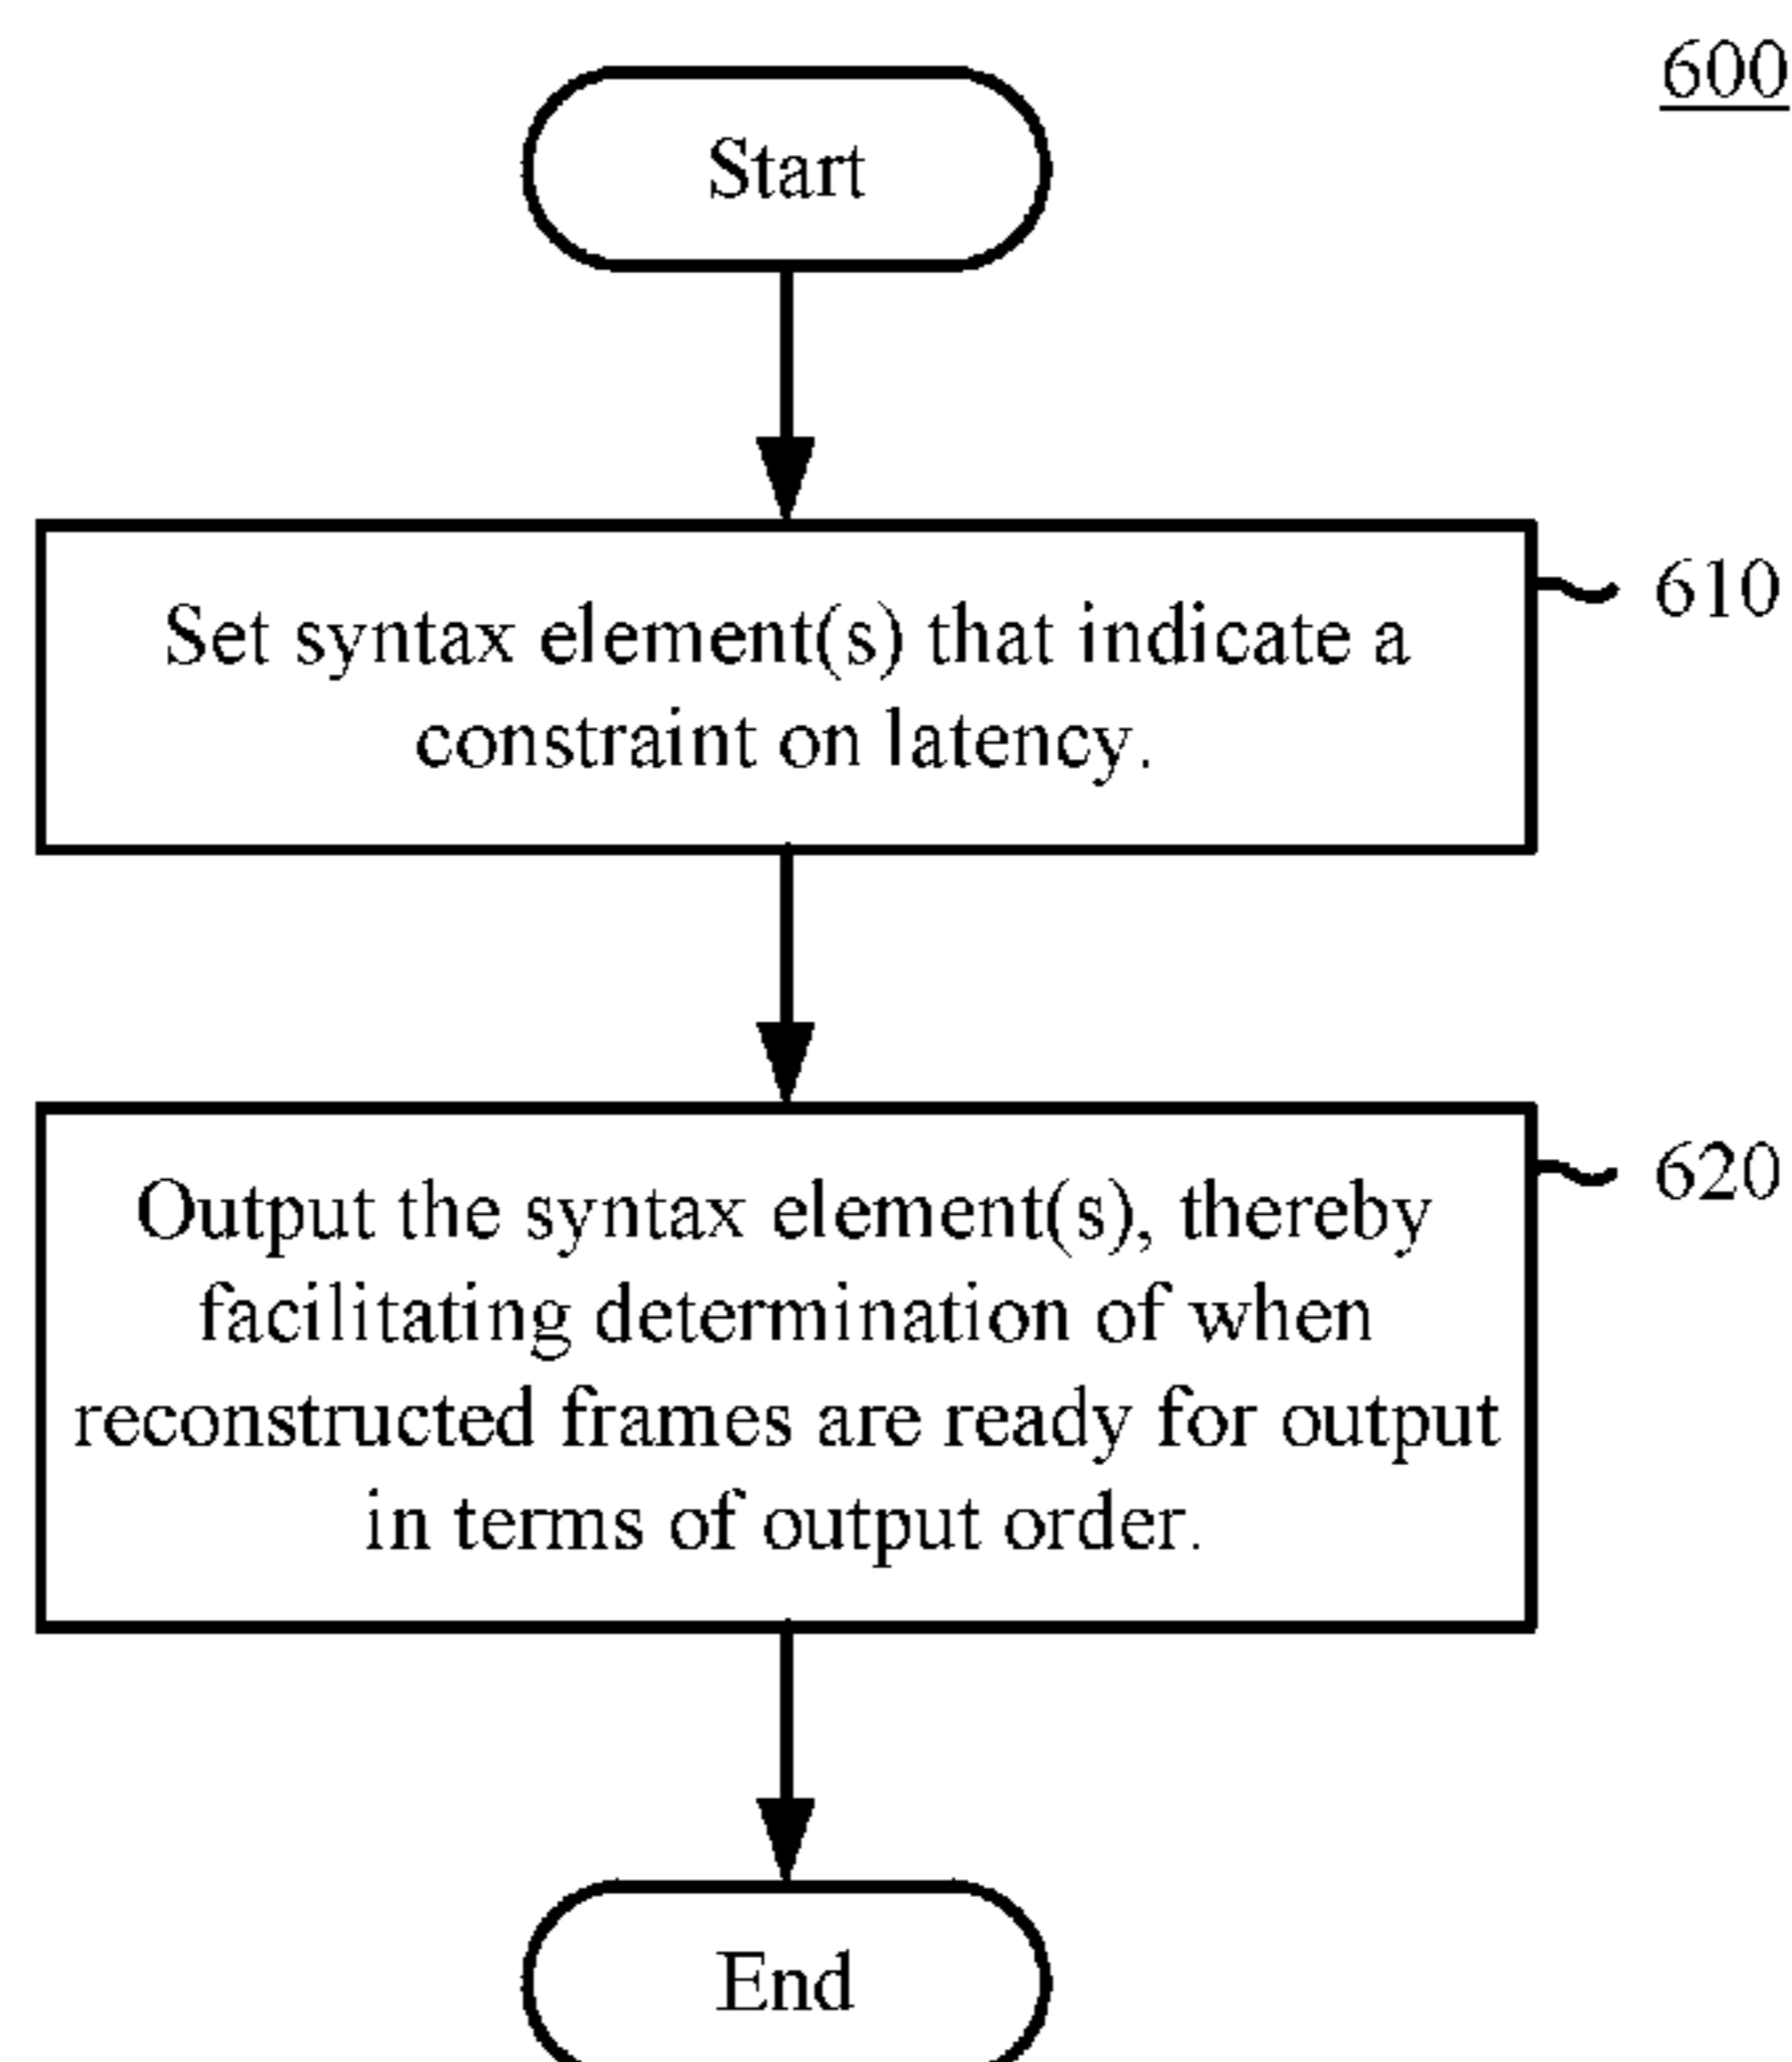 600
Start
Set syntax element(s) that indicate a
constraint on latency.
610
Output the syntax element(s), thereby
facilitating determination of when
reconstructed frames are ready for output
in terms of output order.
620
End